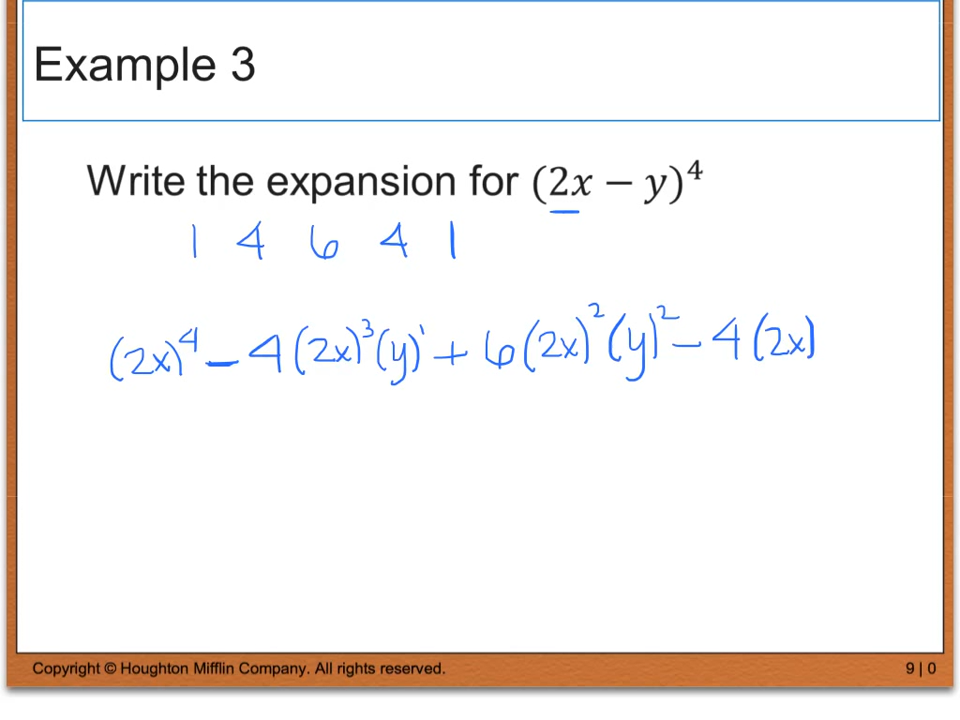 Example 3
Write the expansion for (2x − y)⁴
1 4 6 4 1
(2x)⁴ − 4(2x)³(y)¹ + 6(2x)²(y)² − 4(2x)
Copyright © Houghton Mifflin Company. All rights reserved. 9 | 0